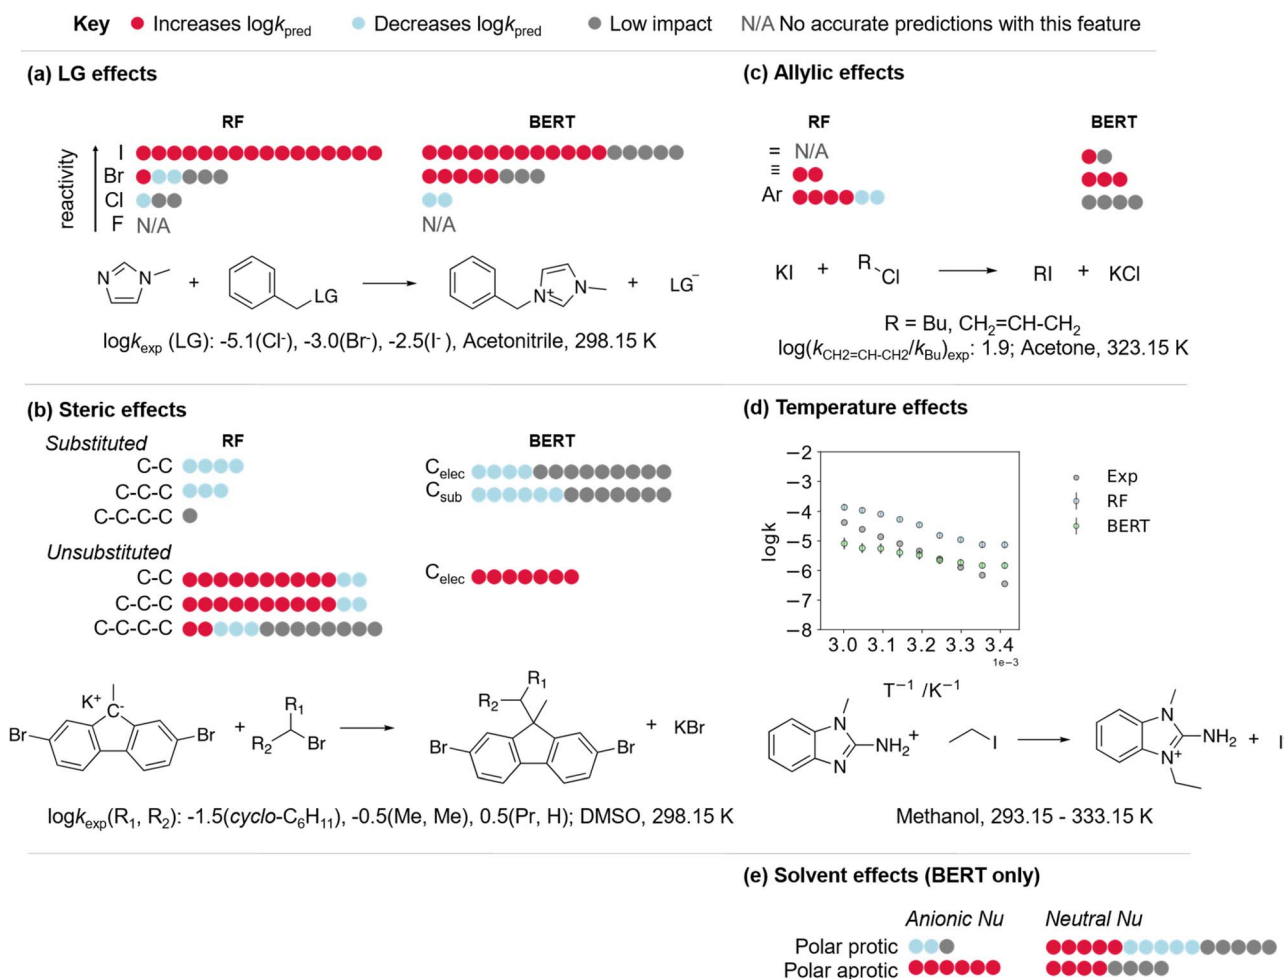 Key Increases logkpred Decreases logkpred Low impact N/A No accurate predictions with this feature
(a) LG effects
RF BERT
reactivity
I
Br
Cl
F N/A N/A
N N + LG N+ N + LG−
logkexp (LG): -5.1(Cl-), -3.0(Br-), -2.5(I-), Acetonitrile, 298.15 K
(c) Allylic effects
RF BERT
= N/A
≡
Ar
KI + R Cl RI + KCl
R = Bu, CH2=CH-CH2
log(kCH2=CH-CH2/kBu)exp: 1.9; Acetone, 323.15 K
(b) Steric effects
Substituted RF BERT
C-C Celec
C-C-C Csub
C-C-C-C
Unsubstituted
C-C Celec
C-C-C
C-C-C-C
K+ C- Br Br + R1 R2 Br R1 R2 Br Br + KBr
logkexp(R1, R2): -1.5(cyclo-C6H11), -0.5(Me, Me), 0.5(Pr, H); DMSO, 298.15 K
(d) Temperature effects
logk
−2
−3
−4
−5
−6
−7
−8
3.0 3.1 3.2 3.3 3.4
1e−3
T−1 /K−1
Exp
RF
BERT
N N NH2 + I N N+ NH2 + I
Methanol, 293.15 - 333.15 K
(e) Solvent effects (BERT only)
Anionic Nu Neutral Nu
Polar protic
Polar aprotic